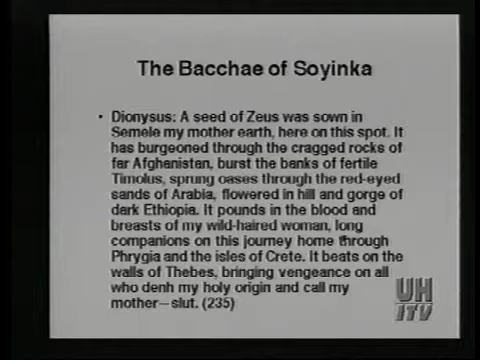 The Bacchae of Soyinka
• Dionysus: A seed of Zeus was sown in
Semele my mother earth, here on this spot. It
has burgeoned through the cragged rocks of
far Afghanistan, burst the banks of fertile
Timolus, sprung oases through the red-eyed
sands of Arabia, flowered in hill and gorge of
dark Ethiopia. It pounds in the blood and
breasts of my wild-haired woman, long
companions on this journey home through
Phrygia and the isles of Crete. It beats on the
walls of Thebes, bringing vengeance on all
who denh my holy origin and call my
mother—slut. (235)
UH
ITV